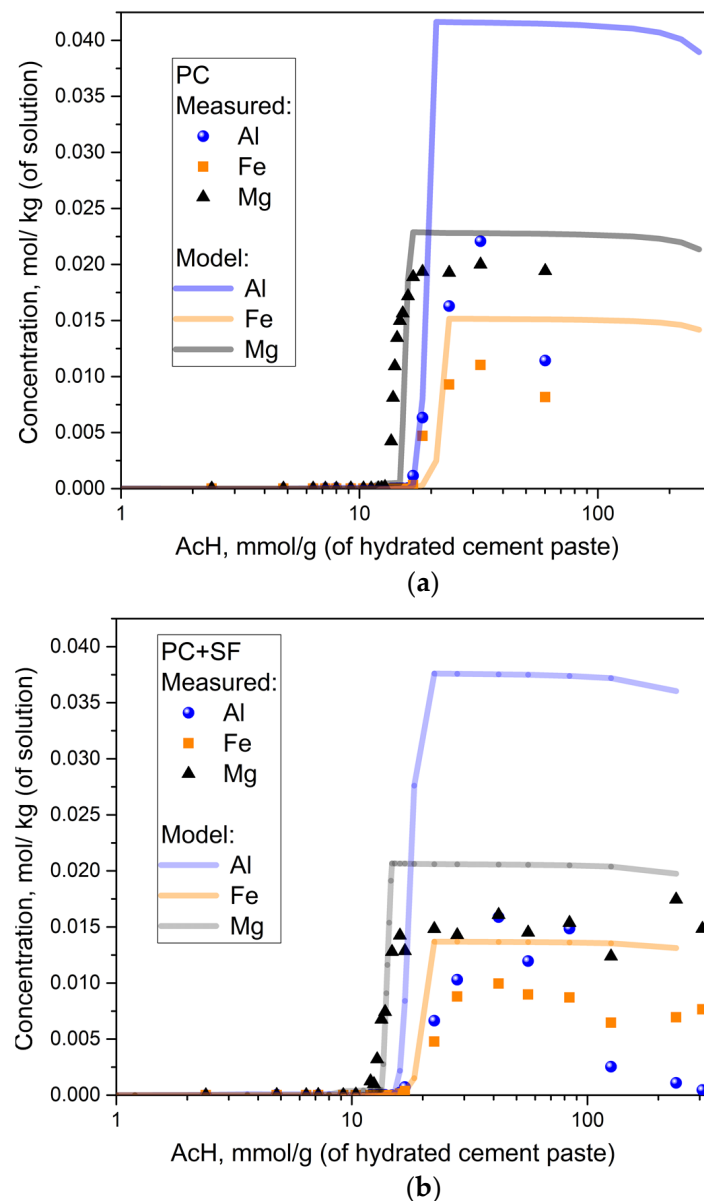 0.040
0.035
0.030
0.025
0.020
0.015
0.010
0.005
0.000
Concentration, mol/ kg (of solution)
PC
Measured:
Al
Fe
Mg
Model:
Al
Fe
Mg
1 10 100
AcH, mmol/g (of hydrated cement paste)
(a)
0.040
0.035
0.030
0.025
0.020
0.015
0.010
0.005
0.000
Concentration, mol/ kg (of solution)
PC+SF
Measured:
Al
Fe
Mg
Model:
Al
Fe
Mg
1 10 100
AcH, mmol/g (of hydrated cement paste)
(b)